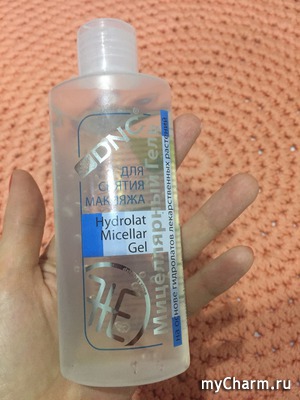 DNC
ДЛЯ
СНЯТИЯ
МАКИЯЖА
Hydrolat
Micellar
Gel
Мицеллярный гель
на основе гидролатов лекарственных растений
myCharm.ru